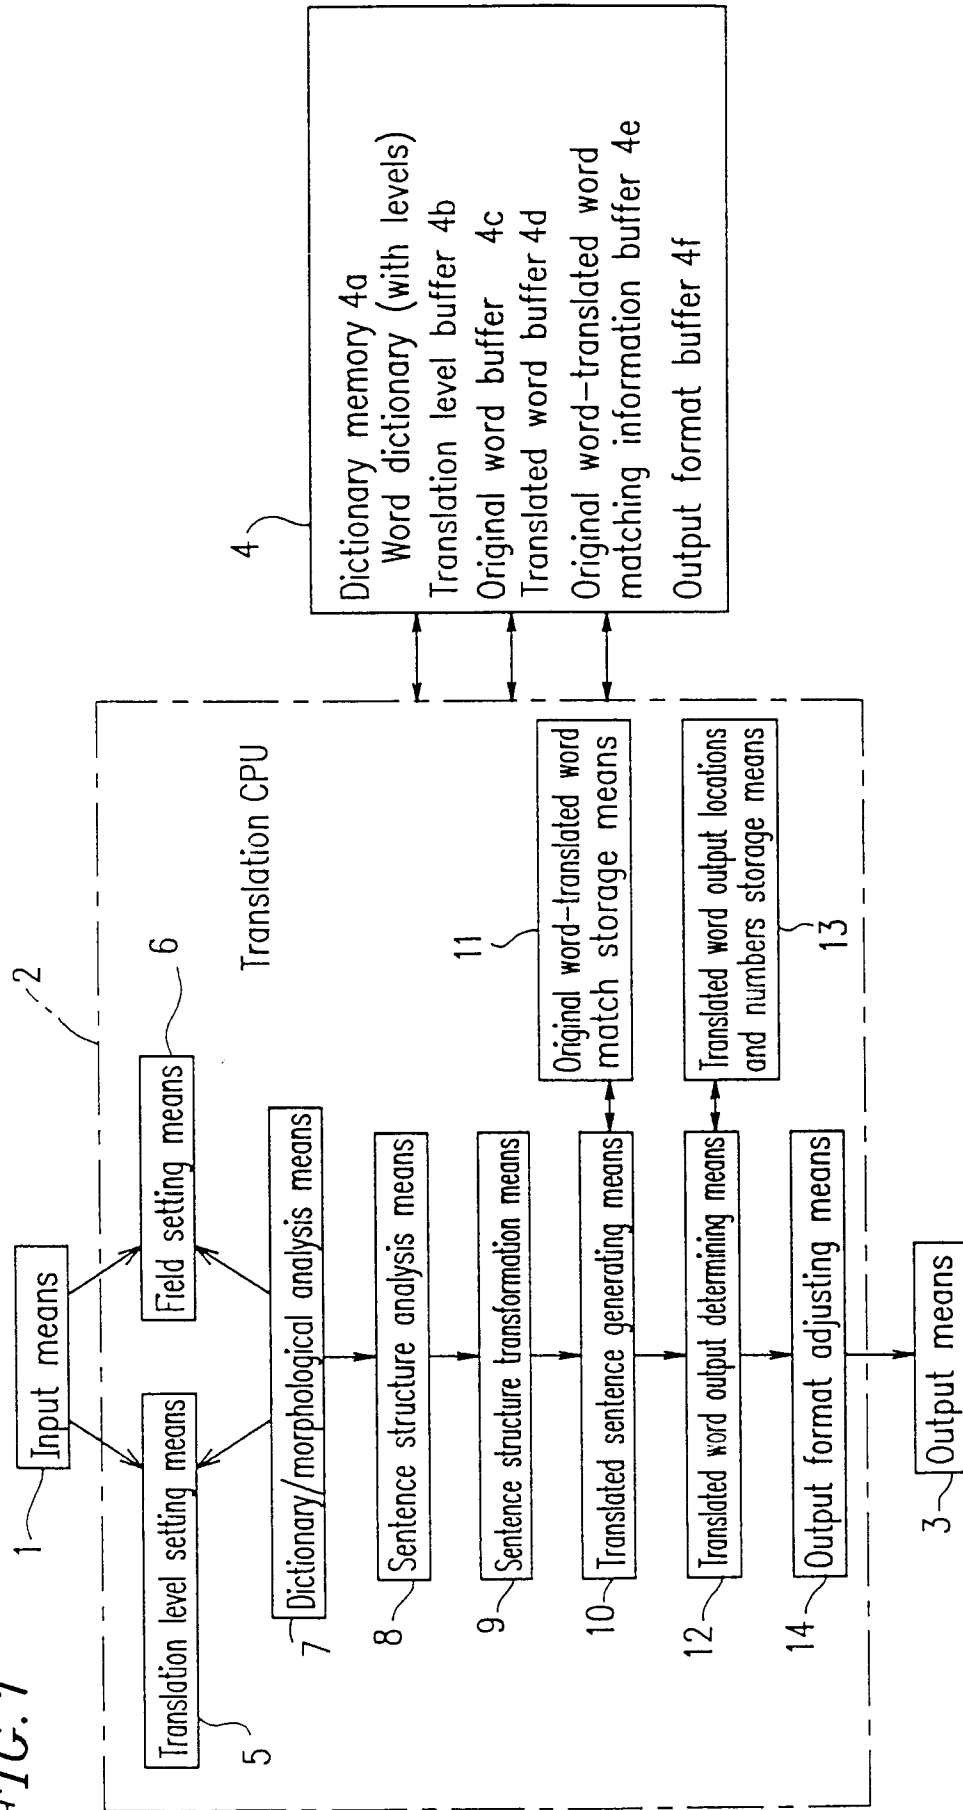 FIG. 1
1
Input means
2
5
Translation level setting means
Field setting means
6
Translation CPU
7
Dictionary/morphological analysis means
8
Sentence structure analysis means
9
Sentence structure transformation means
10
Translated sentence generating means
11
Original word-translated word
match storage means
12
Translated word output determining means
Translated word output locations
and numbers storage means
13
14
Output format adjusting means
3
Output means
4
Dictionary memory 4a
Word dictionary (with levels)
Translation level buffer 4b
Original word buffer 4c
Translated word buffer 4d
Original word-translated word
matching information buffer 4e
Output format buffer 4f